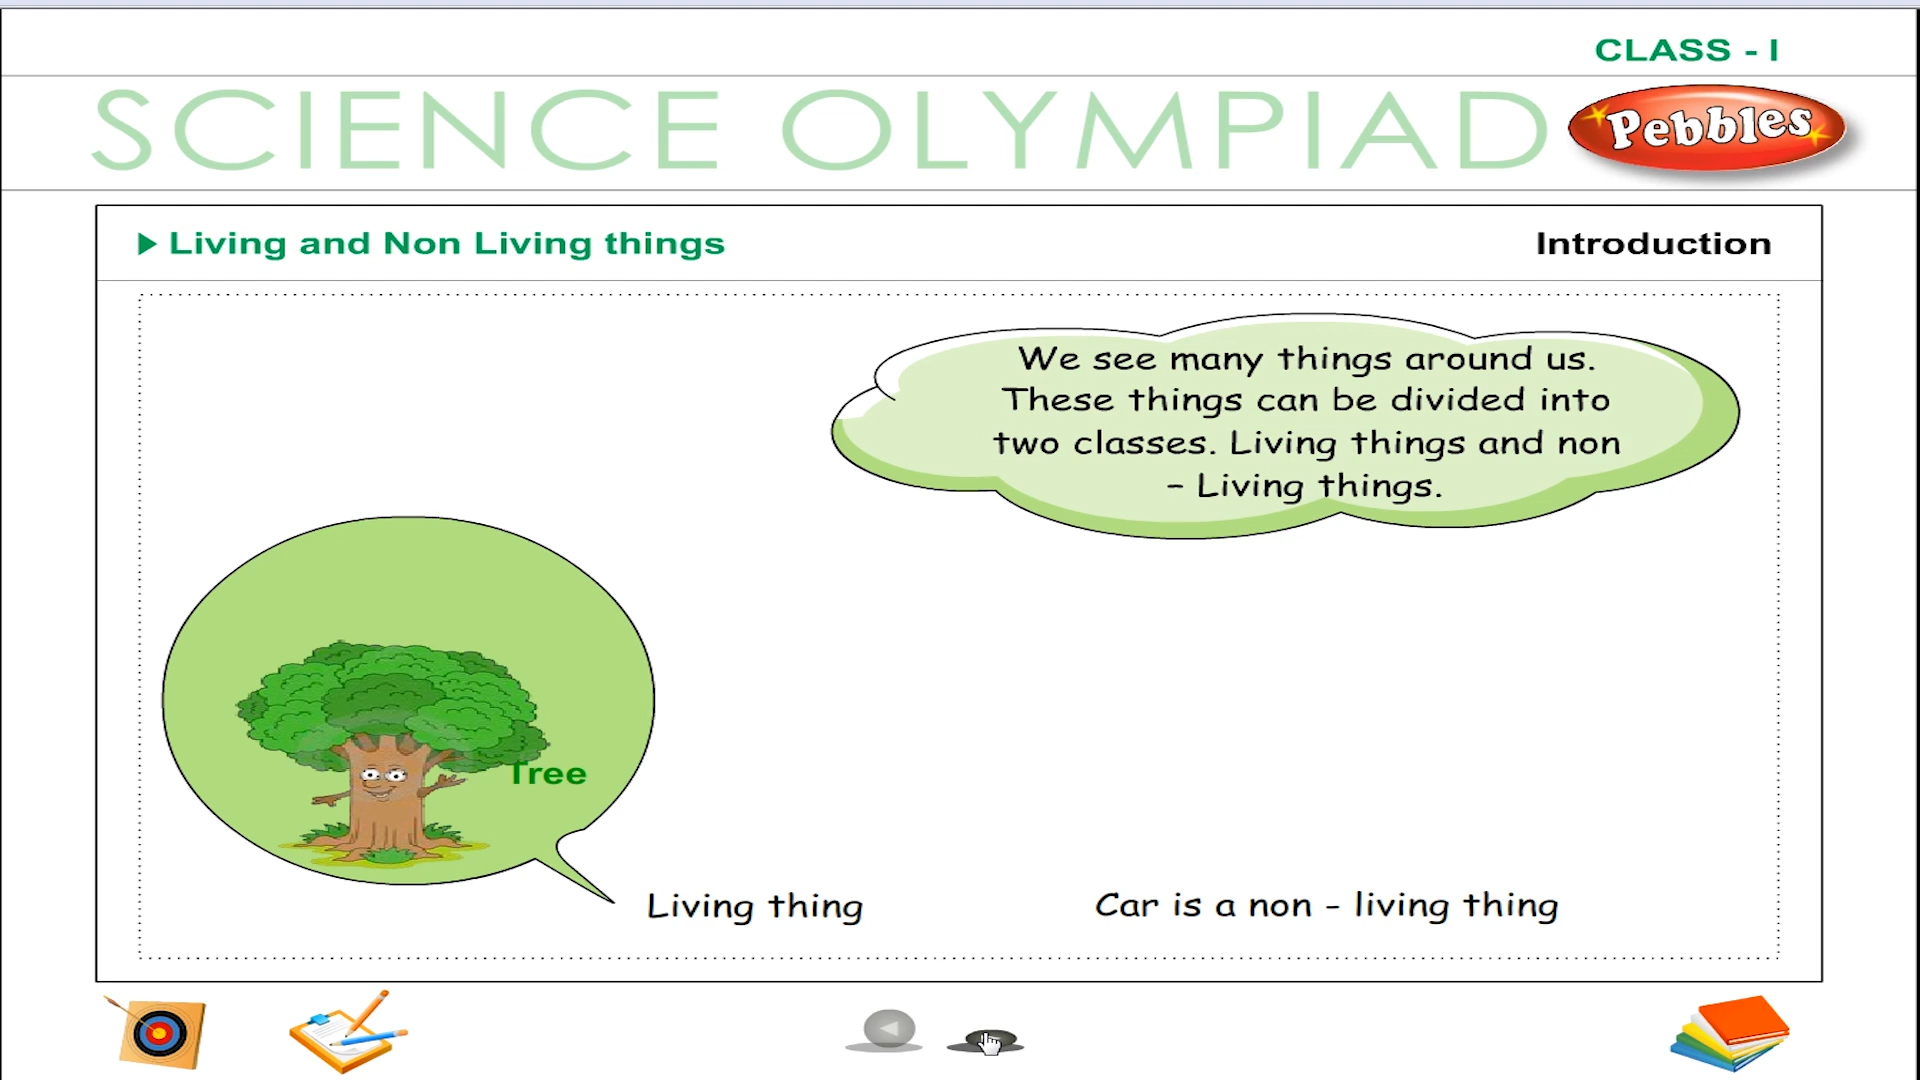 CLASS - I
SCIENCE OLYMPIAD
Pebbles
Living and Non Living things
Introduction
We see many things around us.
These things can be divided into
two classes. Living things and non
– Living things.
Tree
Living thing
Car is a non - living thing